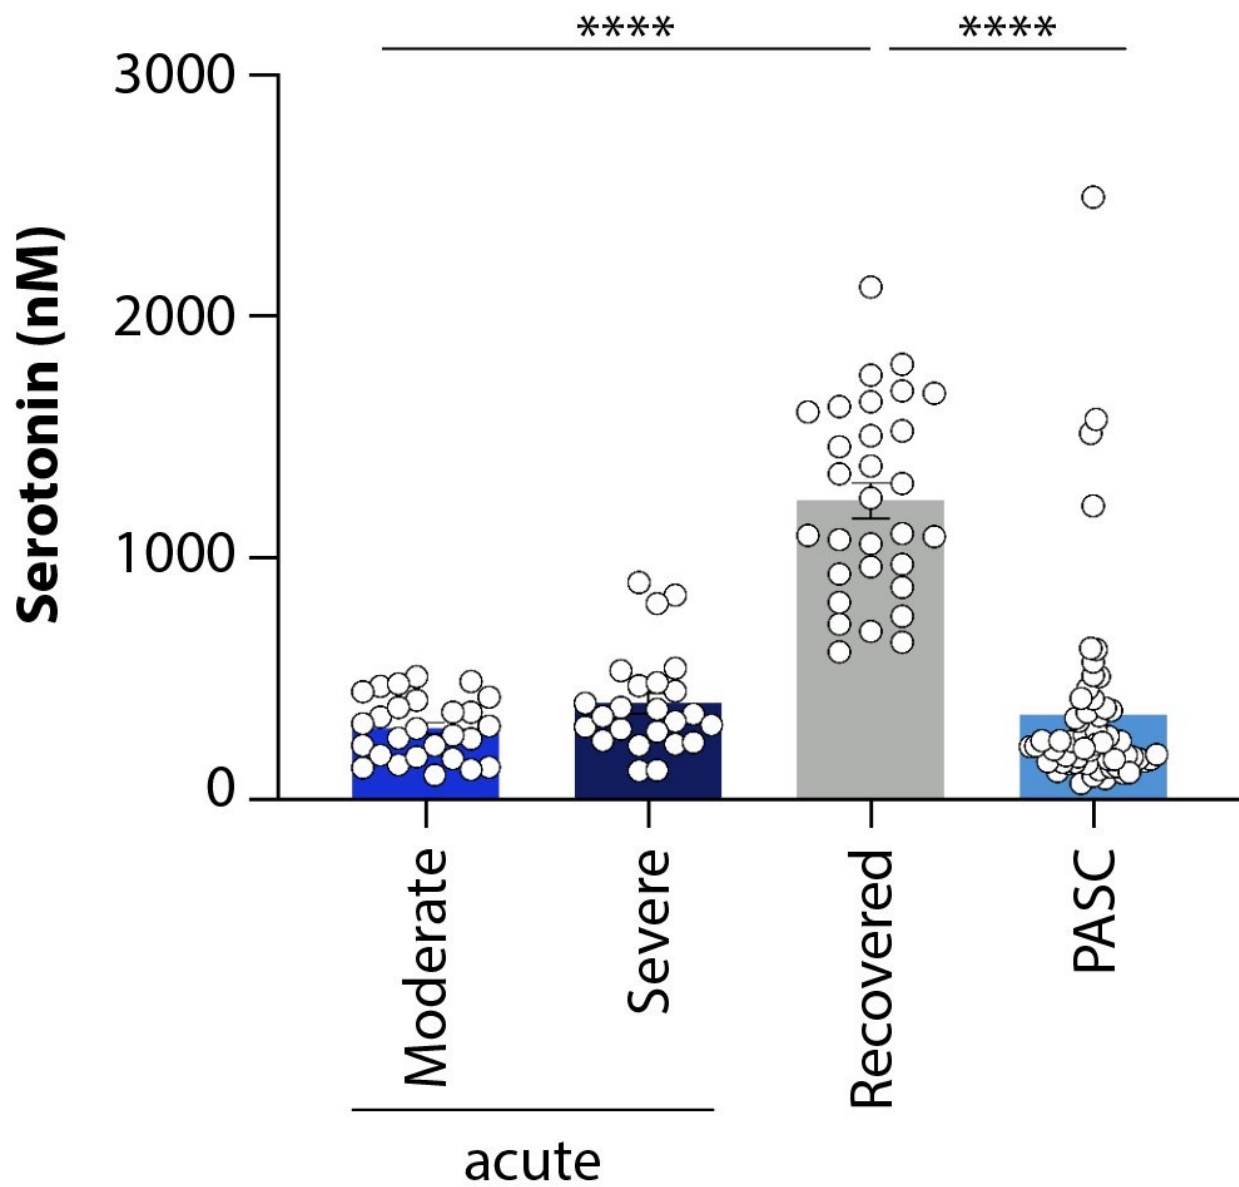 **** ****
3000
2000
1000
0
Serotonin (nM)
Moderate
Severe
Recovered
PASC
acute